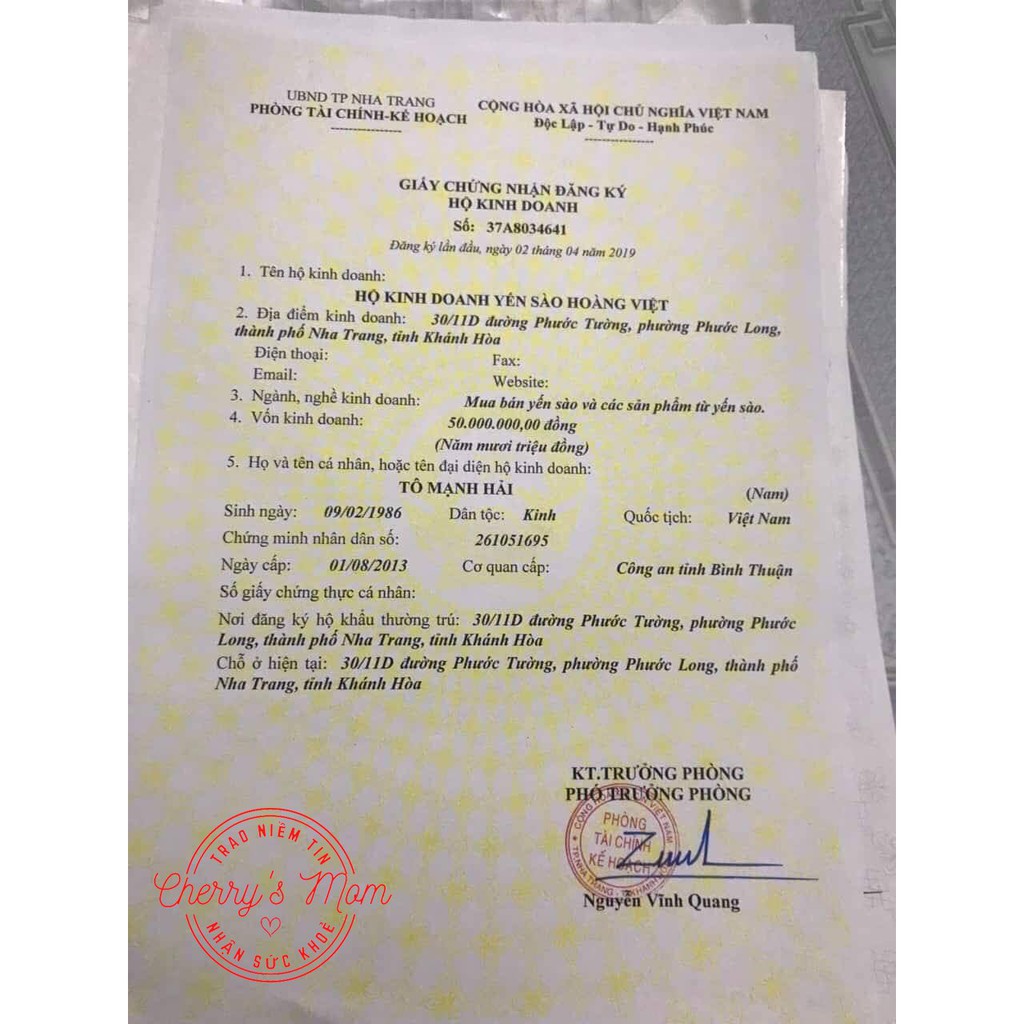 UBND TP NHA TRANG
PHÒNG TÀI CHÍNH-KẾ HOẠCH
----------------
CỘNG HÒA XÃ HỘI CHỦ NGHĨA VIỆT NAM
Độc Lập - Tự Do - Hạnh Phúc
----------------
GIẤY CHỨNG NHẬN ĐĂNG KÝ
HỘ KINH DOANH
Số: 37A8034641
Đăng ký lần đầu, ngày 02 tháng 04 năm 2019
1. Tên hộ kinh doanh:
HỘ KINH DOANH YẾN SÀO HOÀNG VIỆT
2. Địa điểm kinh doanh: 30/11D đường Phước Tường, phường Phước Long,
thành phố Nha Trang, tỉnh Khánh Hòa
Điện thoại: Fax:
Email: Website:
3. Ngành, nghề kinh doanh: Mua bán yến sào và các sản phẩm từ yến sào.
4. Vốn kinh doanh: 50.000.000,00 đồng
(Năm mươi triệu đồng)
5. Họ và tên cá nhân, hoặc tên đại diện hộ kinh doanh:
TÔ MẠNH HẢI (Nam)
Sinh ngày: 09/02/1986 Dân tộc: Kinh Quốc tịch: Việt Nam
Chứng minh nhân dân số: 261051695
Ngày cấp: 01/08/2013 Cơ quan cấp: Công an tỉnh Bình Thuận
Số giấy chứng thực cá nhân:
Nơi đăng ký hộ khẩu thường trú: 30/11D đường Phước Tường, phường Phước
Long, thành phố Nha Trang, tỉnh Khánh Hòa
Chỗ ở hiện tại: 30/11D đường Phước Tường, phường Phước Long, thành phố
Nha Trang, tỉnh Khánh Hòa
KT.TRƯỞNG PHÒNG
PHÓ TRƯỞNG PHÒNG
PHÒNG
TÀI CHÍNH
KẾ HOẠCH
Nguyễn Vĩnh Quang
TRAO NIỀM TIN
Cherry's Mom
NHẬN SỨC KHOẺ